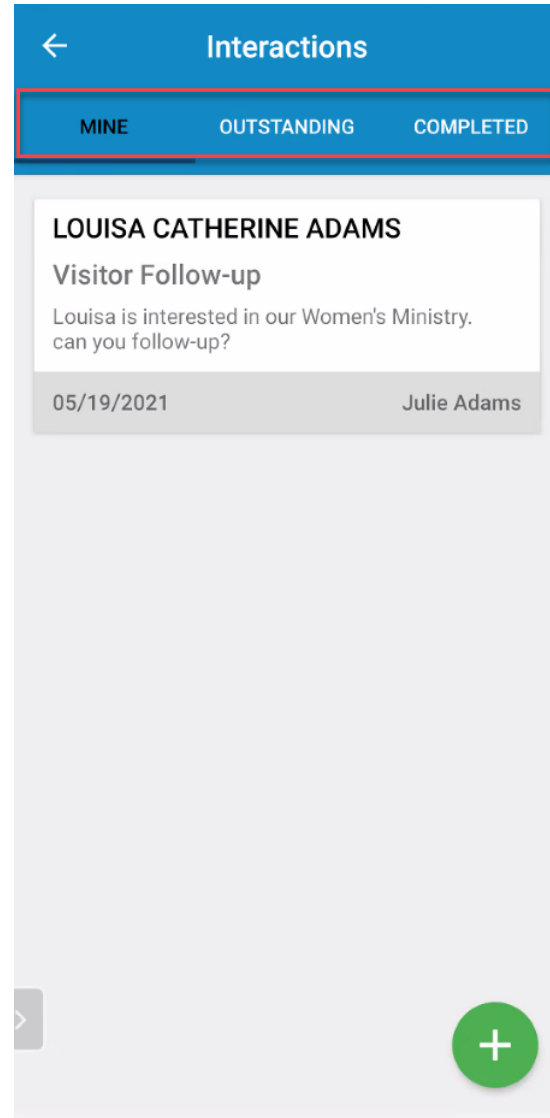 Interactions
MINE OUTSTANDING COMPLETED
LOUISA CATHERINE ADAMS
Visitor Follow-up
Louisa is interested in our Women's Ministry.
can you follow-up?
05/19/2021 Julie Adams